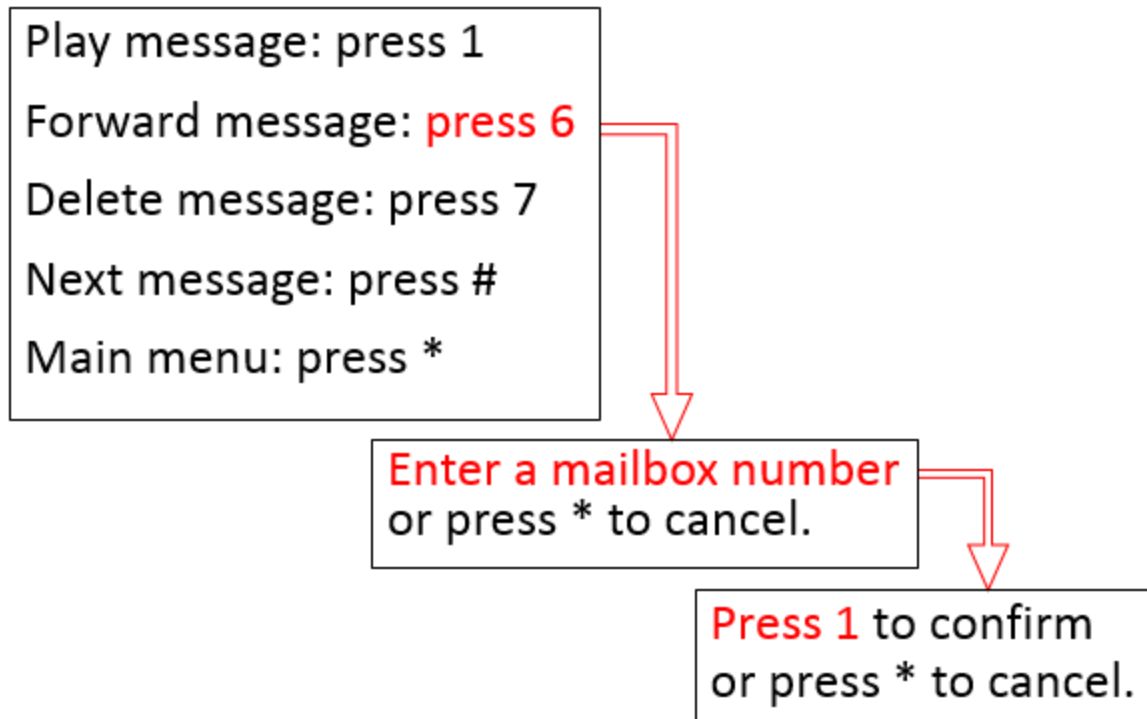 Play message: press 1
Forward message: press 6
Delete message: press 7
Next message: press #
Main menu: press *
Enter a mailbox number
or press * to cancel.
Press 1 to confirm
or press * to cancel.